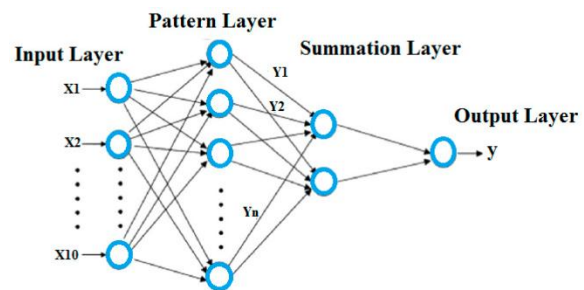 Pattern Layer
Input Layer
Summation Layer
Output Layer
X1
X2
X10
Y1
Y2
Yn
y